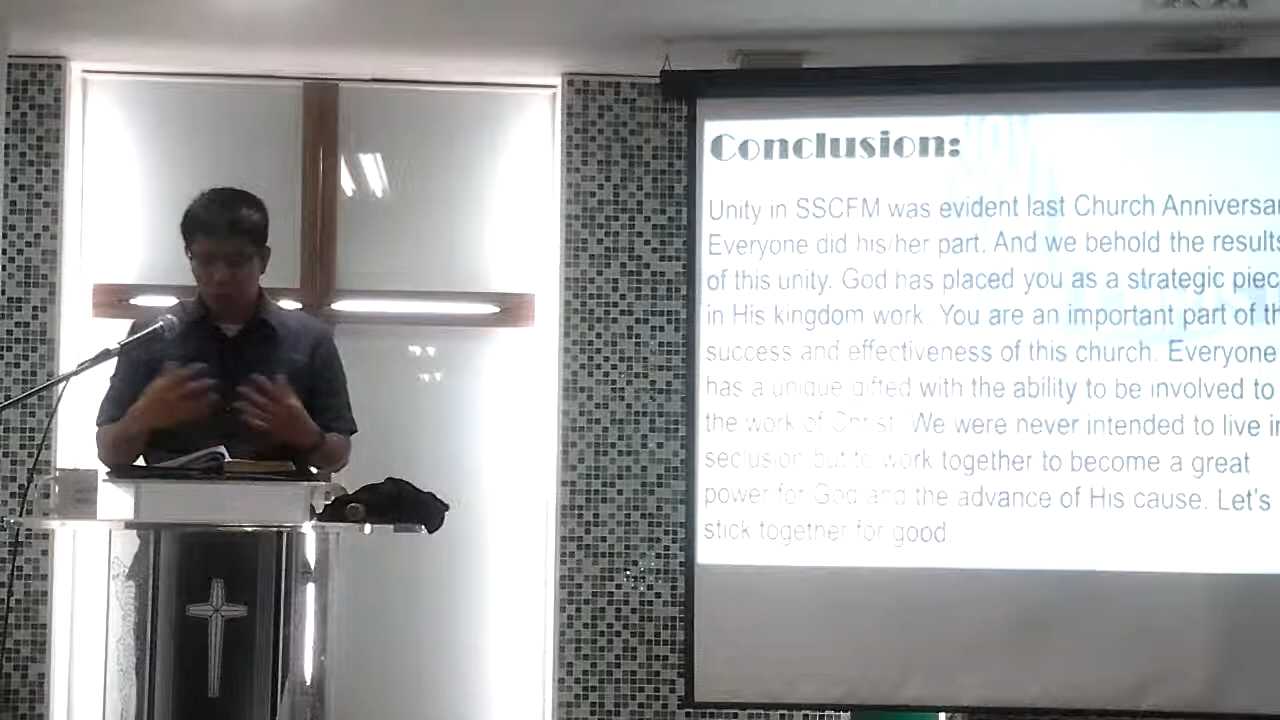 Conclusion:
Unity in SSCFM was evident last Church Anniversar
Everyone did his/her part. And we behold the results
of this unity. God has placed you as a strategic piec
in His kingdom work. You are an important part of th
success and effectiveness of this church. Everyone
has a unique gifted with the ability to be involved to
the work of Christ. We were never intended to live in
seclusion but to work together to become a great
power for God and the advance of His cause. Let's
stick together for good